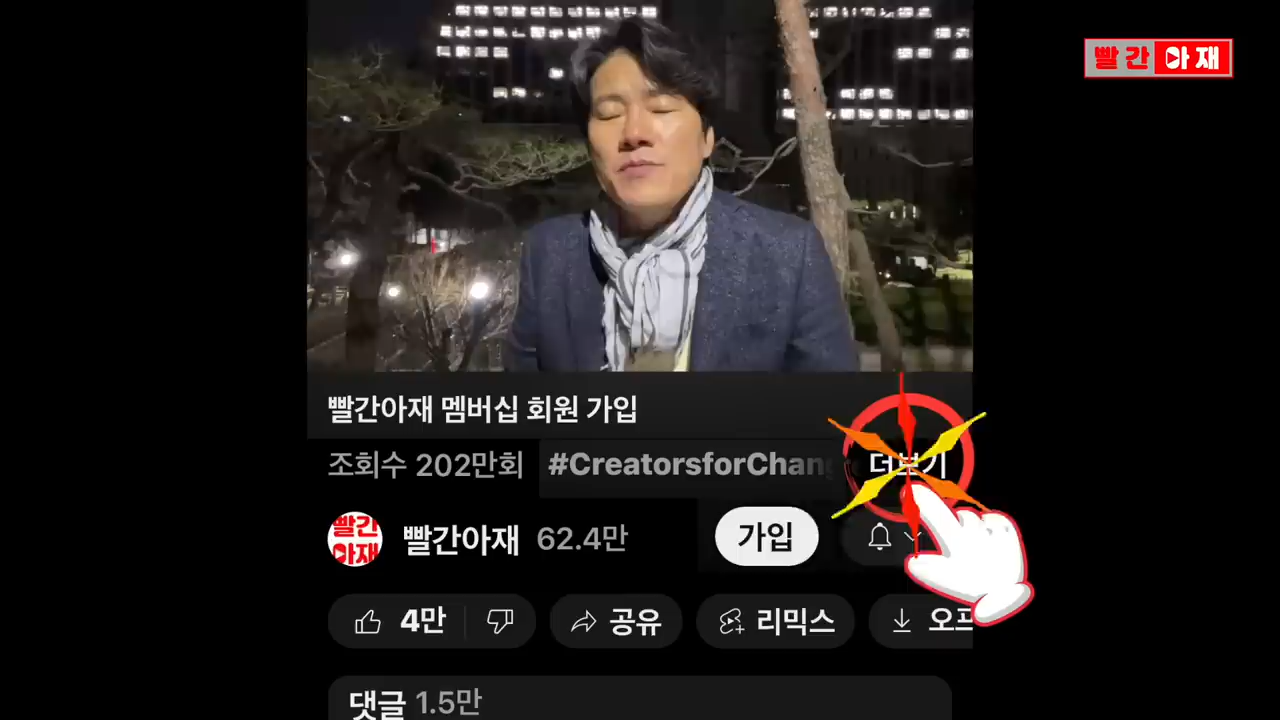 빨간아재
빨간아재 멤버십 회원 가입
조회수 202만회 #CreatorsforChang 더보기
빨간
아재
빨간아재 62.4만 가입
4만 공유 리믹스 오프
댓글 1.5만